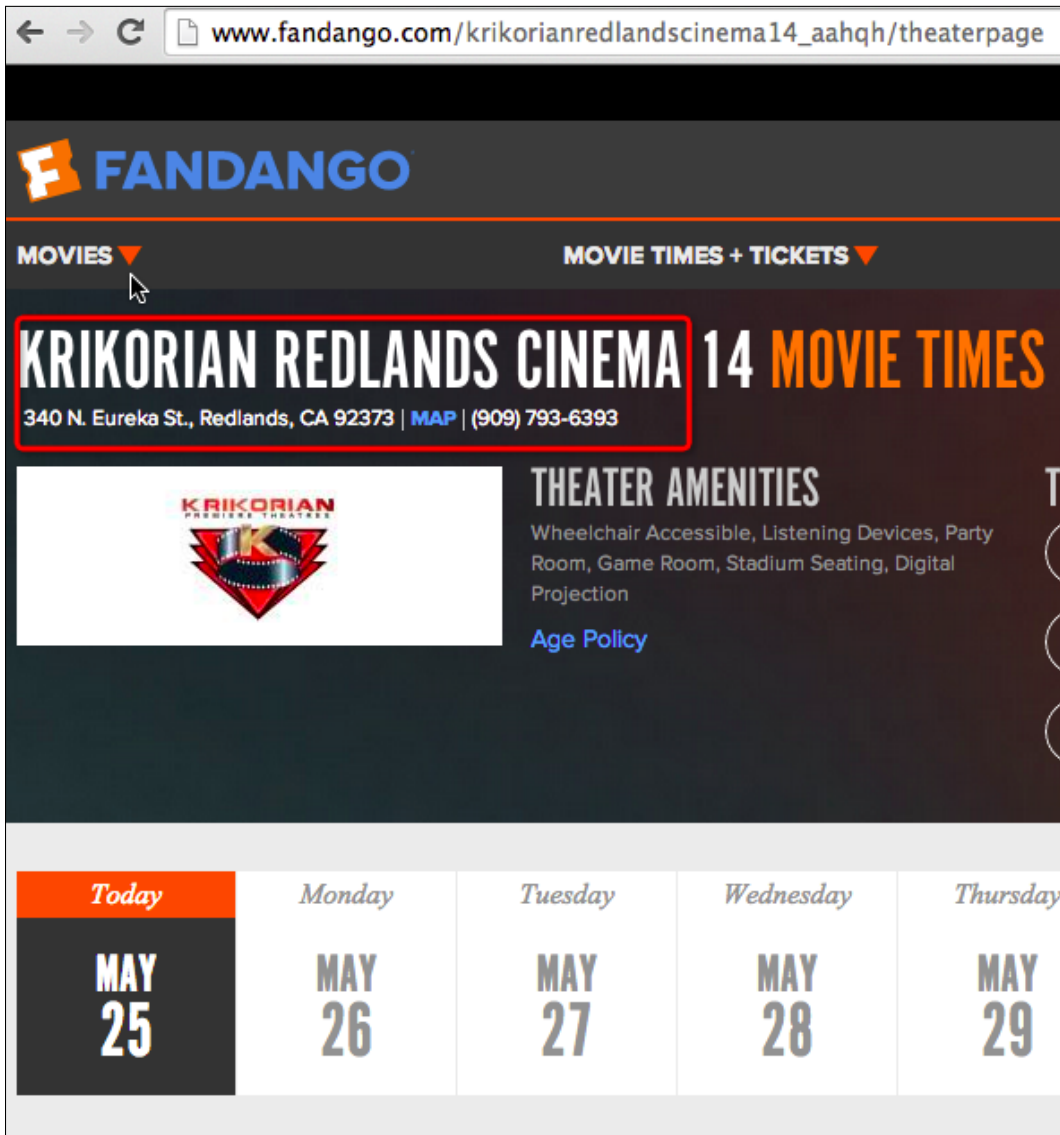 www.fandango.com/krikorianredlandscinema14_aahqh/theaterpage
FANDANGO
MOVIES
MOVIE TIMES + TICKETS
KRIKORIAN REDLANDS CINEMA 14 MOVIE TIMES
340 N. Eureka St., Redlands, CA 92373 | MAP | (909) 793-6393
KRIKORIAN
PREMIERE THEATRES
THEATER AMENITIES
Wheelchair Accessible, Listening Devices, Party
Room, Game Room, Stadium Seating, Digital
Projection
Age Policy
Today
Monday
Tuesday
Wednesday
Thursday
MAY
25
MAY
26
MAY
27
MAY
28
MAY
29